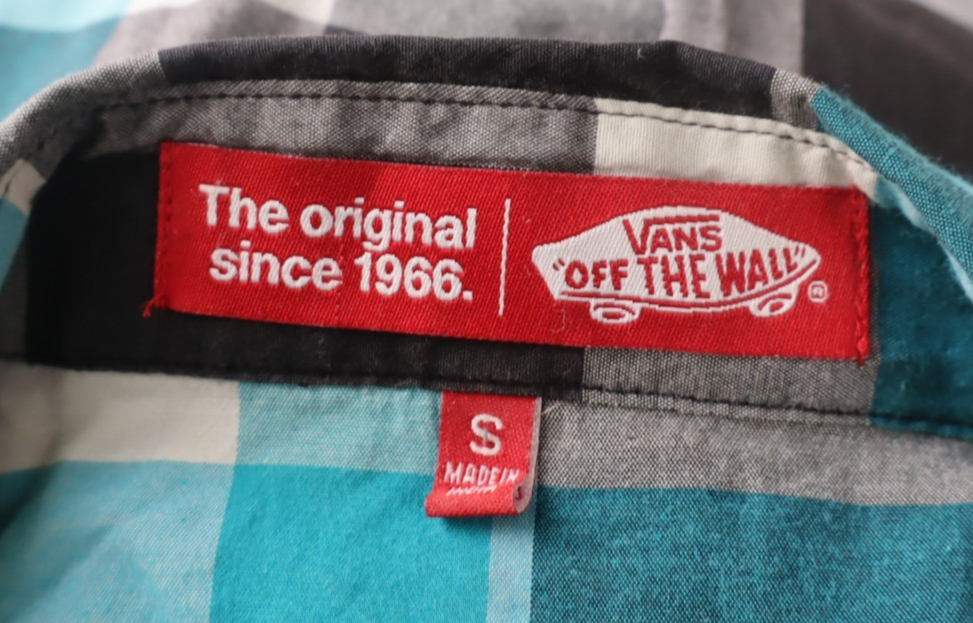 The original
since 1966.
VANS
"OFF THE WALL"
®
S
MADE IN